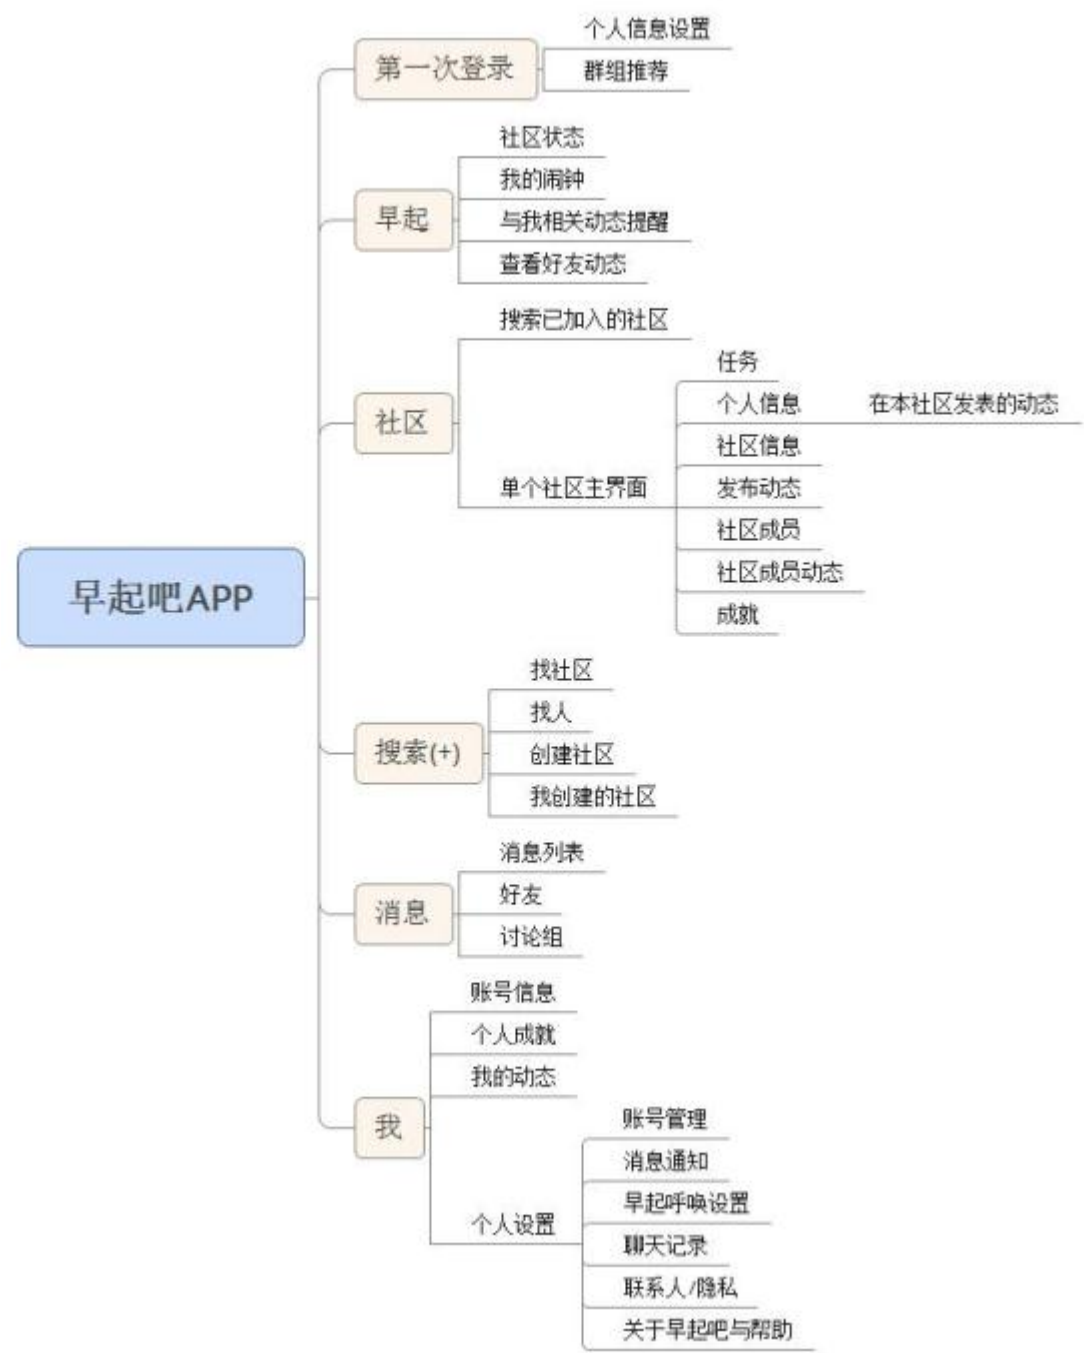 个人信息设置
第一次登录
群组推荐
社区状态
我的闹钟
早起
与我相关动态提醒
查看好友动态
搜索已加入的社区
任务
个人信息
在本社区发表的动态
社区
社区信息
单个社区主界面
发布动态
社区成员
社区成员动态
成就
早起吧APP
找社区
找人
搜索(+)
创建社区
我创建的社区
消息列表
好友
消息
讨论组
账号信息
个人成就
我的动态
我
账号管理
消息通知
早起呼唤设置
个人设置
聊天记录
联系人/隐私
关于早起吧与帮助